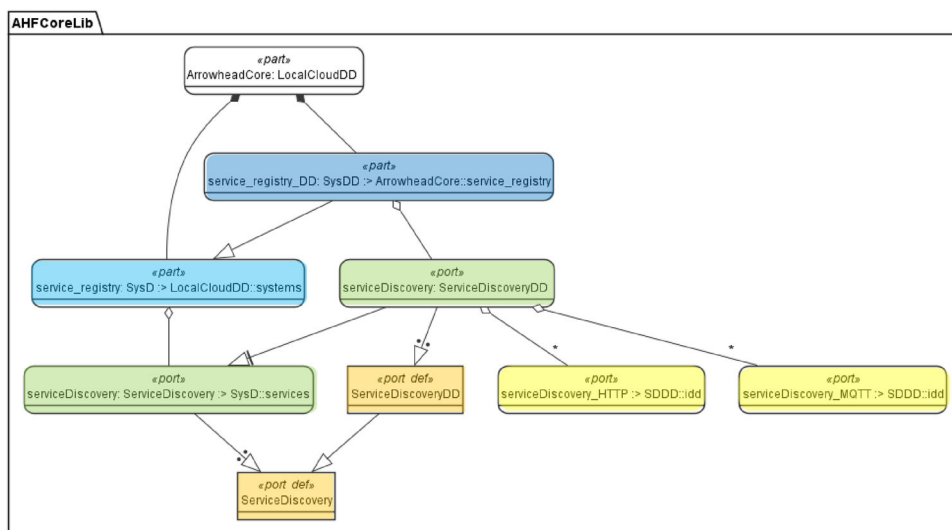 AHFCoreLib
«part»
ArrowheadCore: LocalCloudDD
«part»
service_registry_DD: SysDD :> ArrowheadCore::service_registry
«part»
service_registry: SysD :> LocalCloudDD::systems
«port»
serviceDiscovery: ServiceDiscoveryDD
*
*
«port»
serviceDiscovery: ServiceDiscovery :> SysD::services
«port def»
ServiceDiscoveryDD
«port»
serviceDiscovery_HTTP :> SDDD::idd
«port»
serviceDiscovery_MQTT :> SDDD::idd
«port def»
ServiceDiscovery